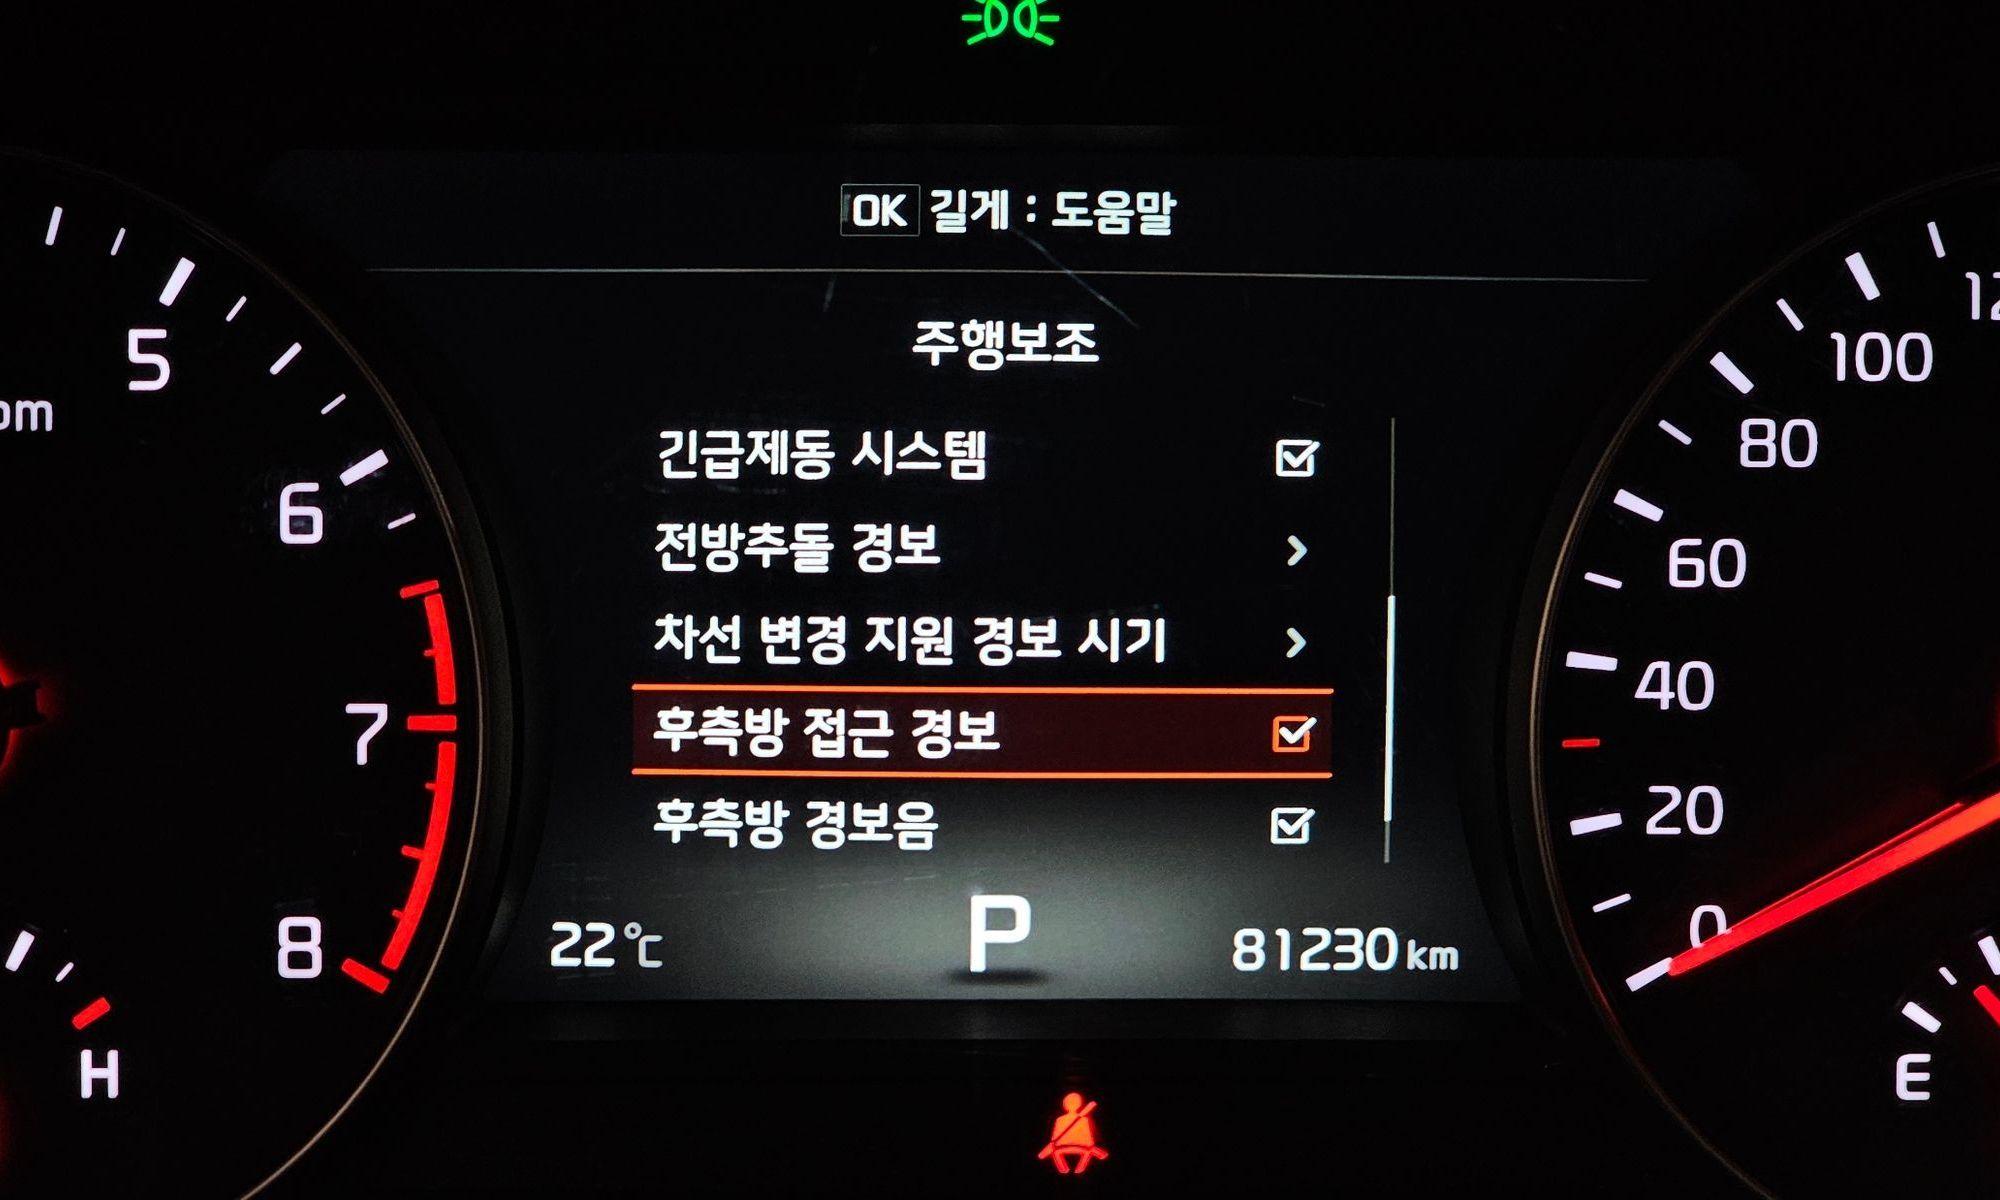 OK 길게 : 도움말
주행보조
긴급제동 시스템
전방추돌 경보
차선 변경 지원 경보 시기
후측방 접근 경보
후측방 경보음
22°C
P
81230 km
5
6
7
8
H
100
80
60
40
20
0
E